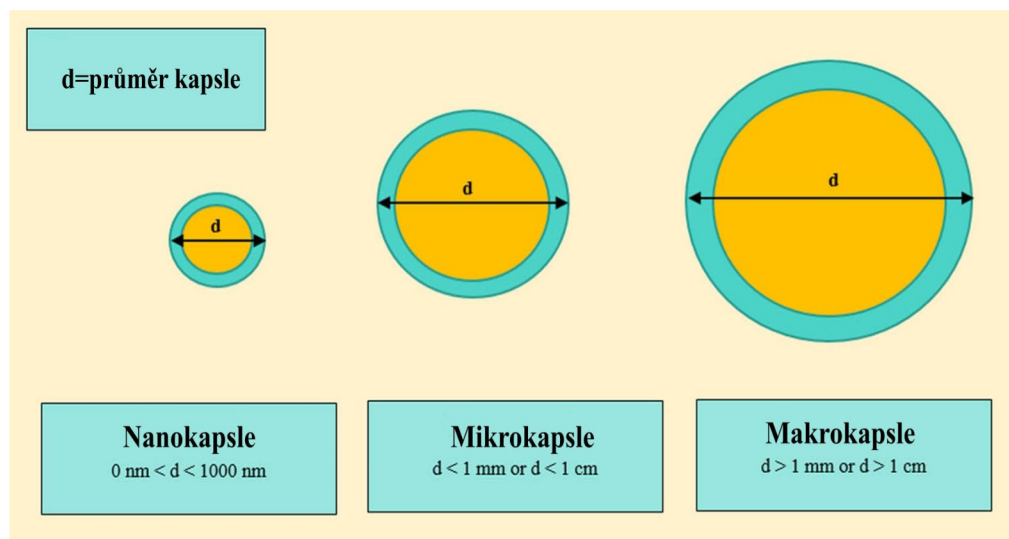 d=průměr kapsle
d
d
d
Nanokapsle
0 nm < d < 1000 nm
Mikrokapsle
d < 1 mm or d < 1 cm
Makrokapsle
d > 1 mm or d > 1 cm